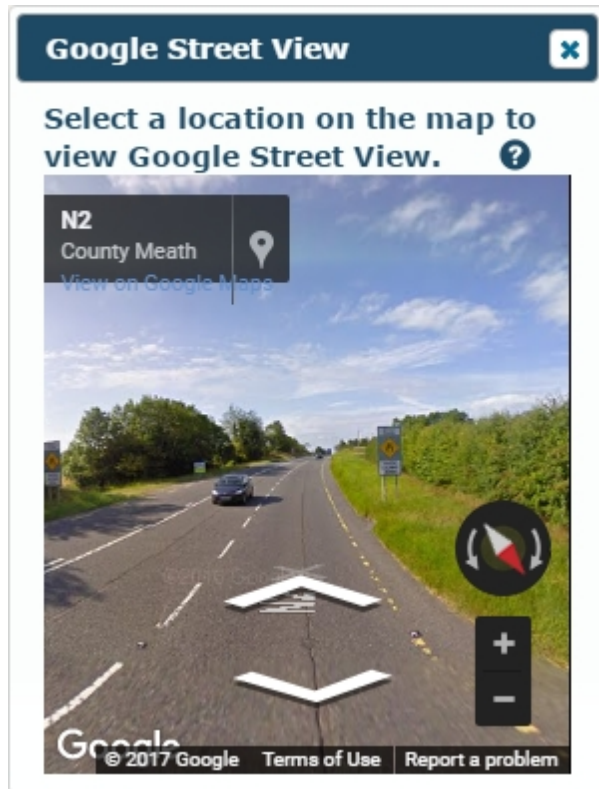 Google Street View
Select a location on the map to
view Google Street View. ?
N2
County Meath
View on Google Maps
+
−
Google
© 2017 Google Terms of Use Report a problem